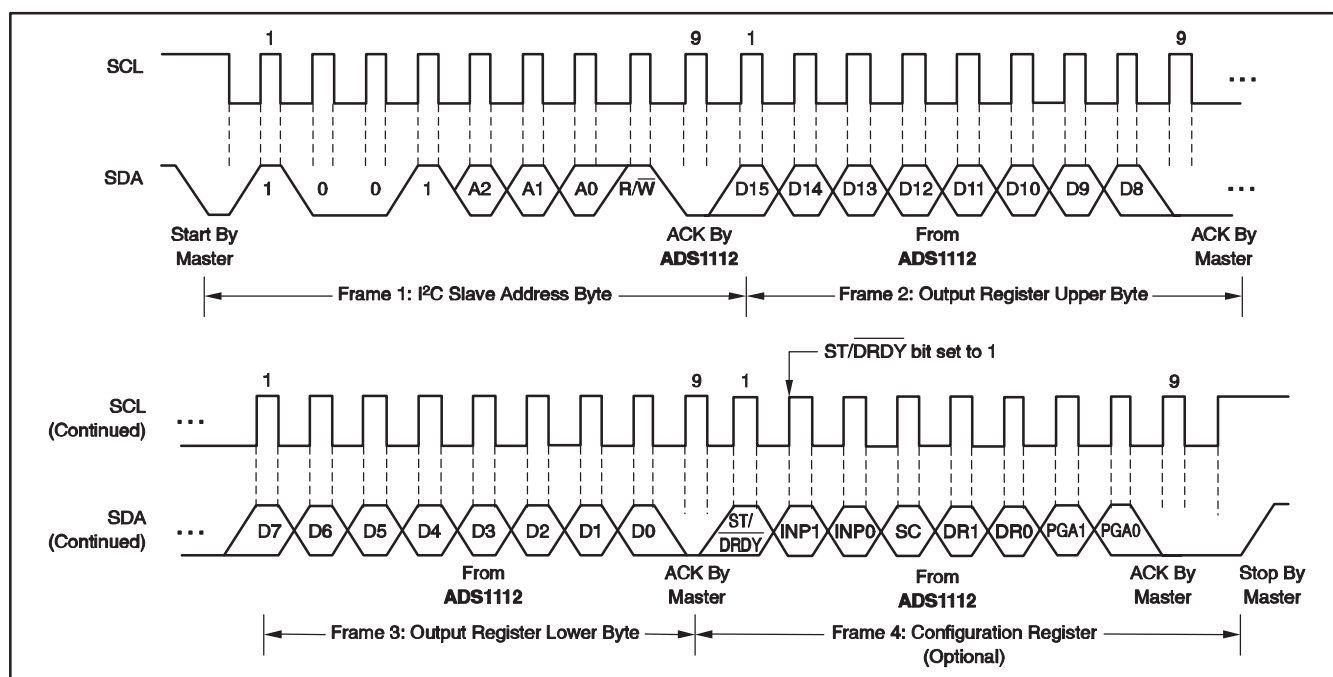 1 9 1 9
SCL ...
SDA 1 0 0 1 A2 A1 A0 R/W̅ D15 D14 D13 D12 D11 D10 D9 D8 ...
Start By
Master
ACK By
ADS1112
From
ADS1112
ACK By
Master
Frame 1: I²C Slave Address Byte
Frame 2: Output Register Upper Byte
ST/D̅R̅D̅Y̅ bit set to 1
1 9 1 9
SCL
(Continued)
...
SDA
(Continued)
... D7 D6 D5 D4 D3 D2 D1 D0 ST/
D̅R̅D̅Y̅ INP1 INP0 SC DR1 DR0 PGA1 PGA0
From
ADS1112
ACK By
Master
From
ADS1112
ACK By
Master
Stop By
Master
Frame 3: Output Register Lower Byte
Frame 4: Configuration Register
(Optional)